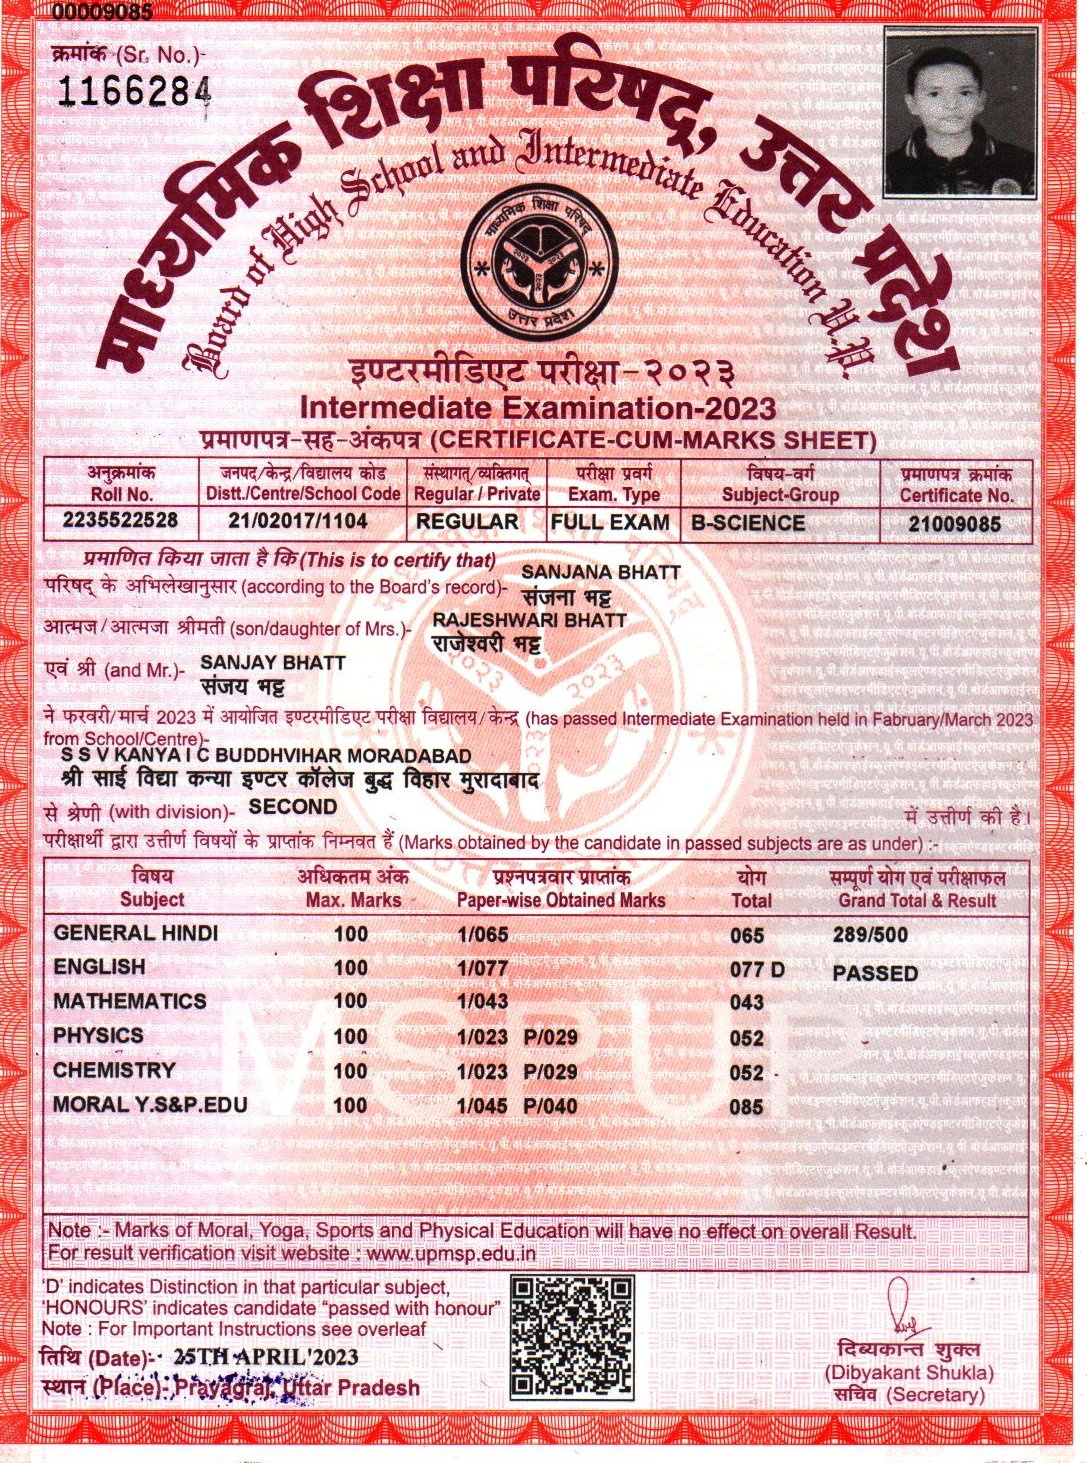 00009085
क्रमांक (Sr. No.)-
1166284
माध्यमिक शिक्षा परिषद्, उत्तर प्रदेश
Board of High School and Intermediate Education U.P.
माध्यमिक शिक्षा परिषद्
२०२३ २०२३
२०२३
उत्तर प्रदेश
इण्टरमीडिएट परीक्षा-२०२३
Intermediate Examination-2023
प्रमाणपत्र-सह-अंकपत्र (CERTIFICATE-CUM-MARKS SHEET)
अनुक्रमांक जनपद/केन्द्र/विद्यालय कोड संस्थागत्/व्यक्तिगत् परीक्षा प्रवर्ग विषय-वर्ग प्रमाणपत्र क्रमांक
Roll No. Distt./Centre/School Code Regular / Private Exam. Type Subject-Group Certificate No.
2235522528 21/02017/1104 REGULAR FULL EXAM B-SCIENCE 21009085
प्रमाणित किया जाता है कि (This is to certify that)
SANJANA BHATT
परिषद् के अभिलेखानुसार (according to the Board's record)- संजना भट्ट
RAJESHWARI BHATT
आत्मज/आत्मजा श्रीमती (son/daughter of Mrs.)- राजेश्वरी भट्ट
SANJAY BHATT
एवं श्री (and Mr.)- संजय भट्ट
ने फरवरी/मार्च 2023 में आयोजित इण्टरमीडिएट परीक्षा विद्यालय/केन्द्र (has passed Intermediate Examination held in Fabruary/March 2023
from School/Centre)-
S S V KANYA I C BUDDHVIHAR MORADABAD
श्री साई विद्या कन्या इण्टर कॉलेज बुद्ध विहार मुरादाबाद
से श्रेणी (with division)- SECOND में उत्तीर्ण की है।
परीक्षार्थी द्वारा उत्तीर्ण विषयों के प्राप्तांक निम्नवत हैं (Marks obtained by the candidate in passed subjects are as under) :-
विषय अधिकतम अंक प्रश्नपत्रवार प्राप्तांक योग सम्पूर्ण योग एवं परीक्षाफल
Subject Max. Marks Paper-wise Obtained Marks Total Grand Total & Result
GENERAL HINDI 100 1/065 065 289/500
ENGLISH 100 1/077 077 D PASSED
MATHEMATICS 100 1/043 043
PHYSICS 100 1/023 P/029 052
CHEMISTRY 100 1/023 P/029 052
MORAL Y.S&P.EDU 100 1/045 P/040 085
MSPUP
Note :- Marks of Moral, Yoga, Sports and Physical Education will have no effect on overall Result.
For result verification visit website : www.upmsp.edu.in
'D' indicates Distinction in that particular subject,
'HONOURS' indicates candidate "passed with honour"
Note : For Important Instructions see overleaf
तिथि (Date)- 25TH APRIL'2023
स्थान (Place)- Prayagraj, Uttar Pradesh
दिब्यकान्त शुक्ल
(Dibyakant Shukla)
सचिव (Secretary)